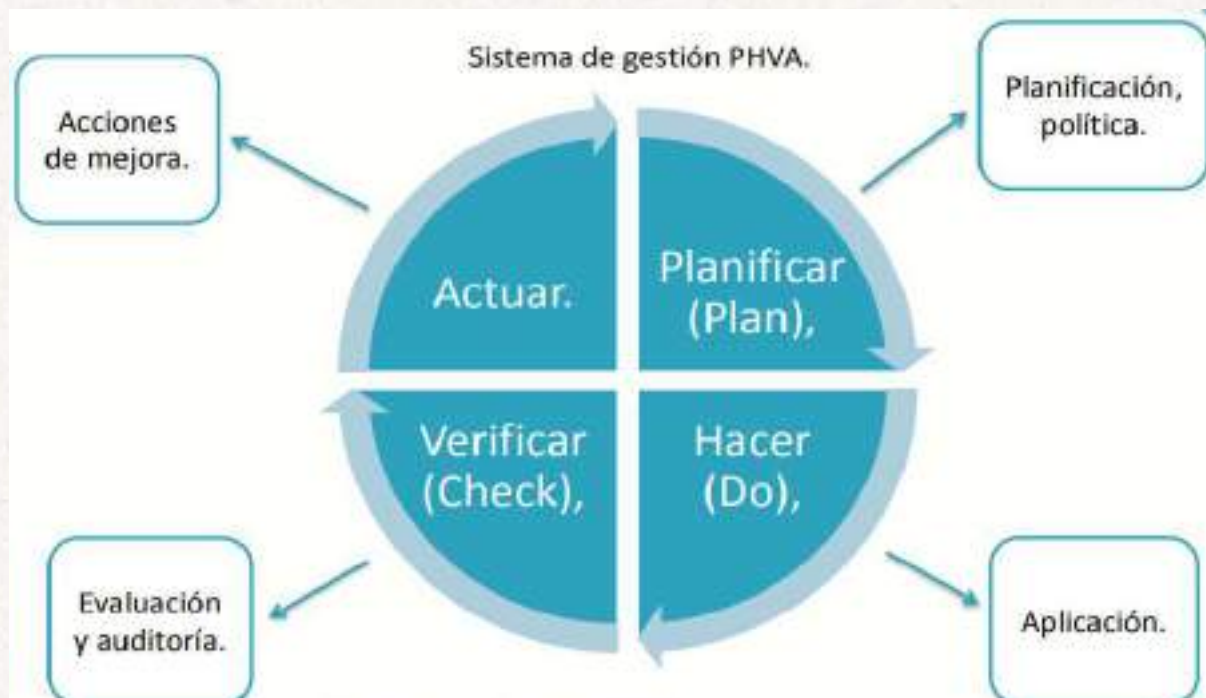 Sistema de gestión PHVA.
Acciones
de mejora.
Planificación,
política.
Actuar.
Planificar
(Plan),
Verificar
(Check),
Hacer
(Do),
Evaluación
y auditoría.
Aplicación.